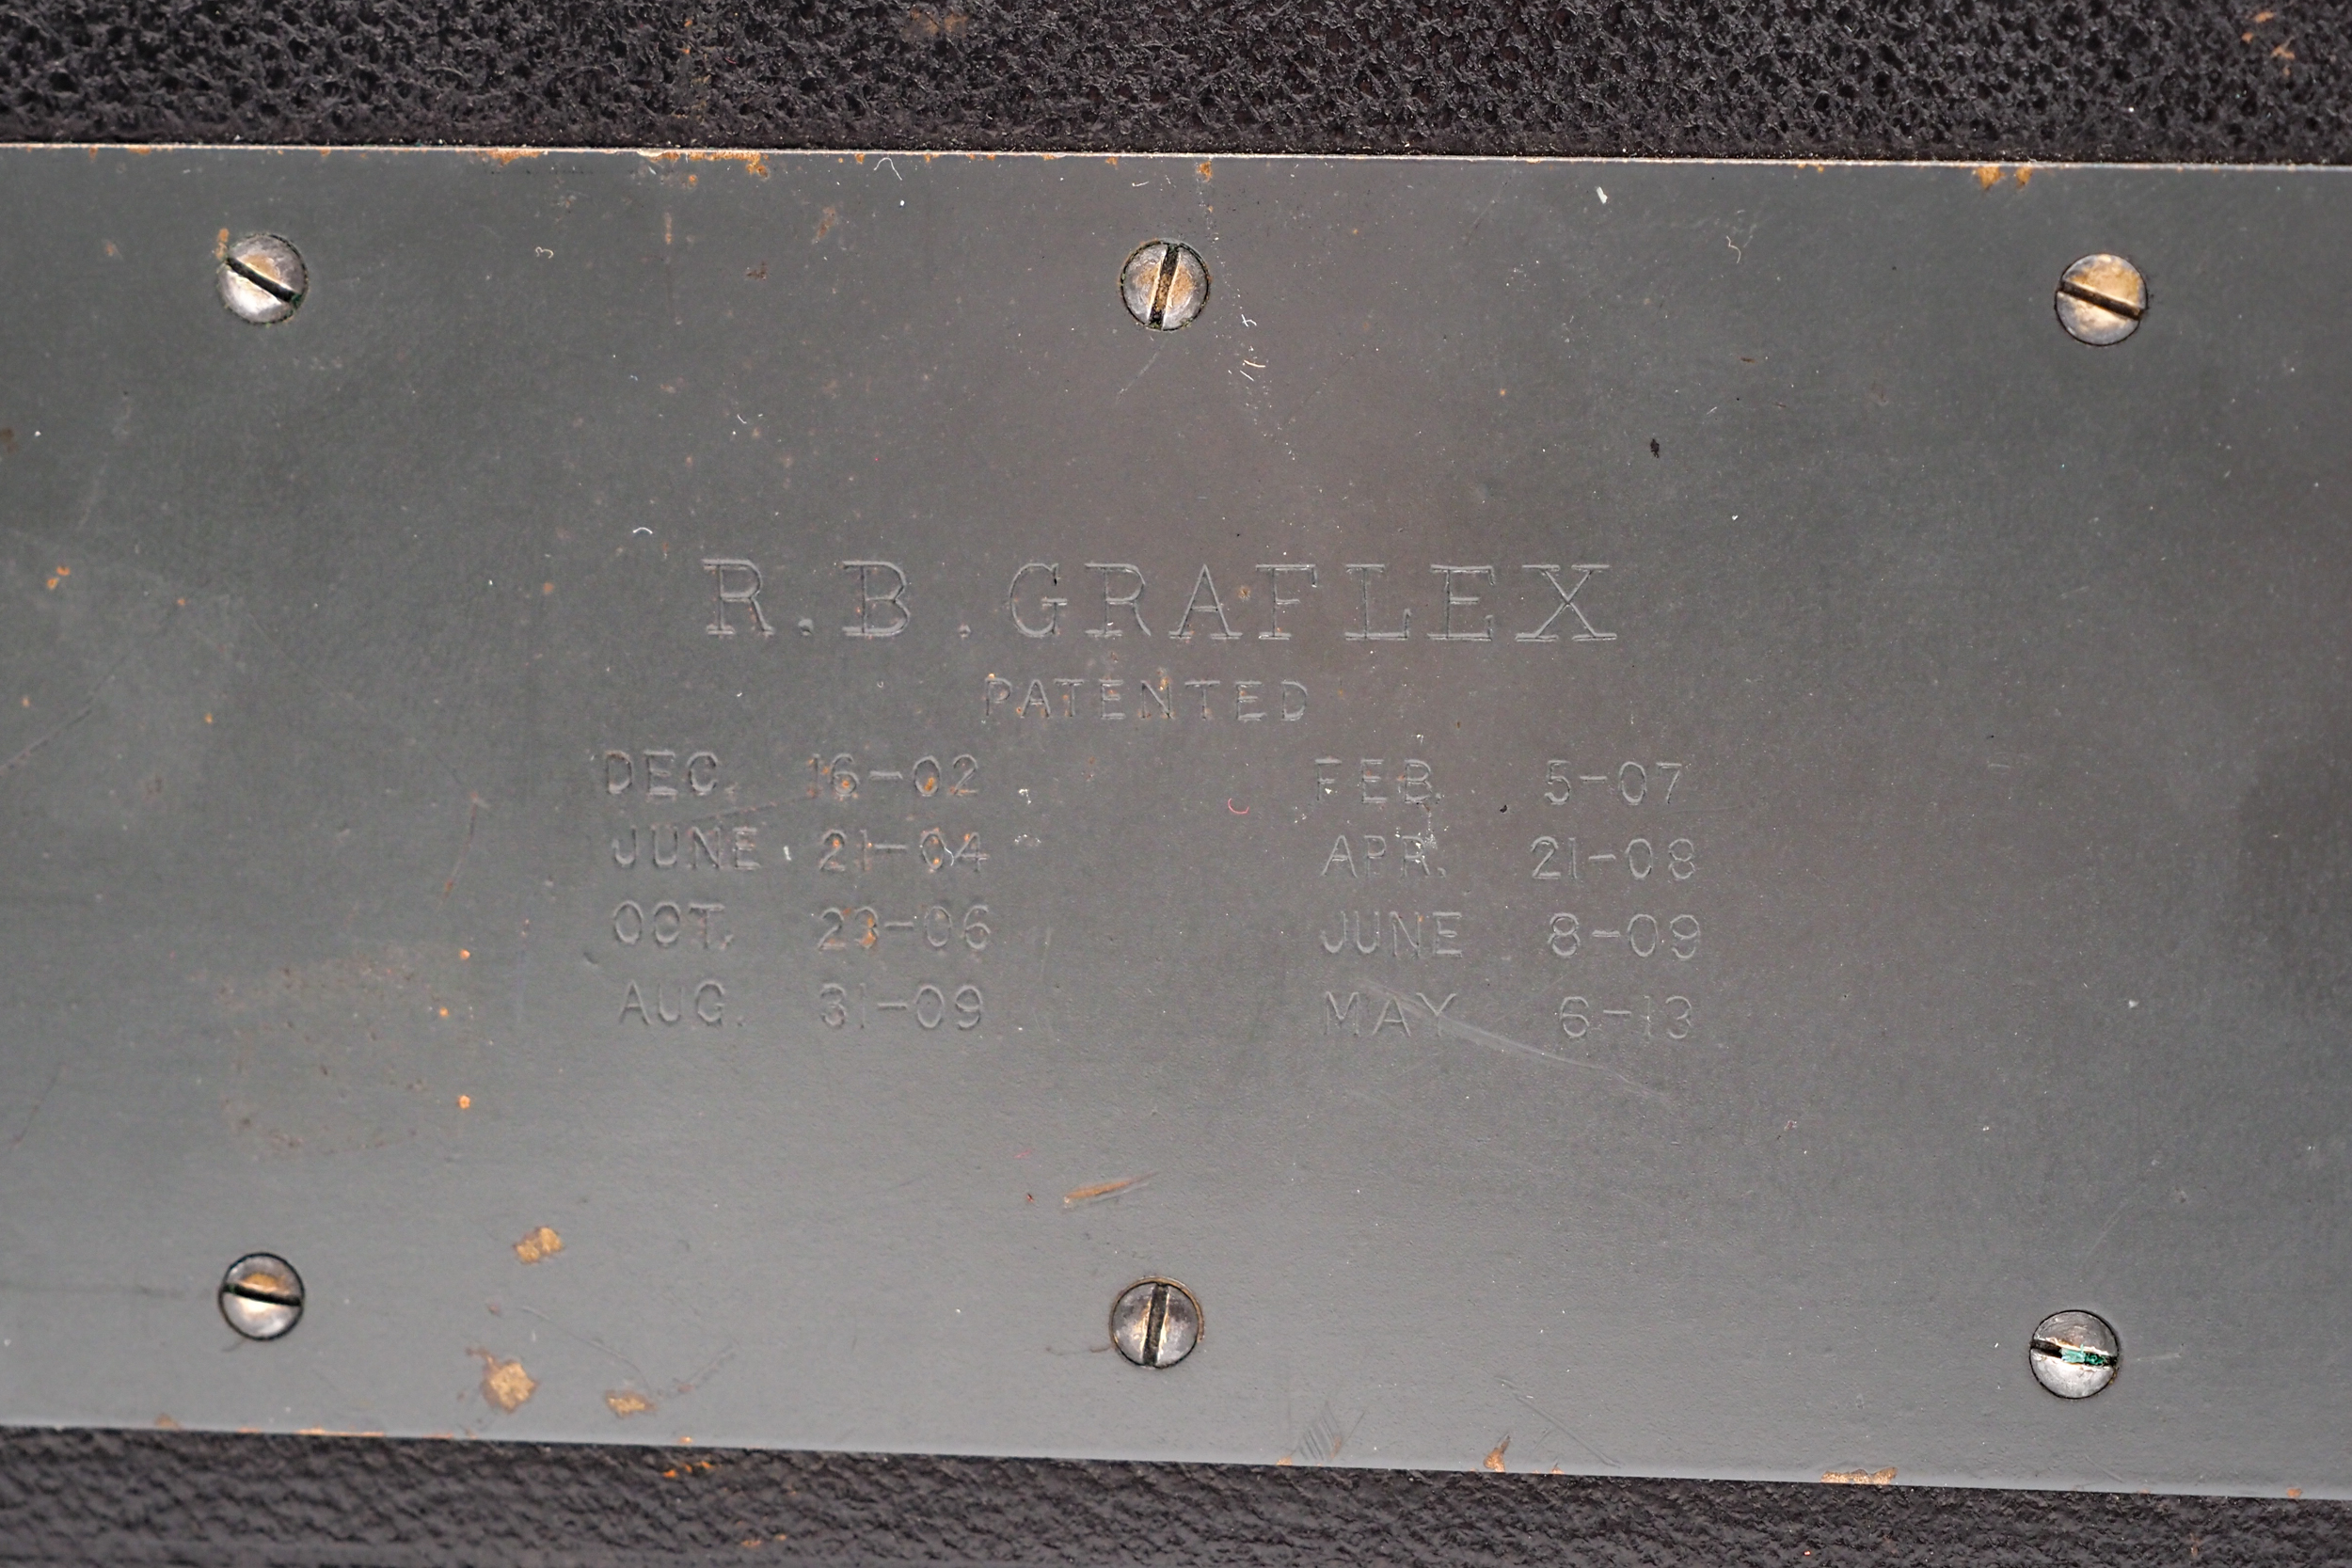 R.B.GRAFLEX
PATENTED
DEC. 16-02 FEB. 5-07
JUNE 21-04 APR. 21-08
OCT. 23-06 JUNE 8-09
AUG. 31-09 MAY 6-13